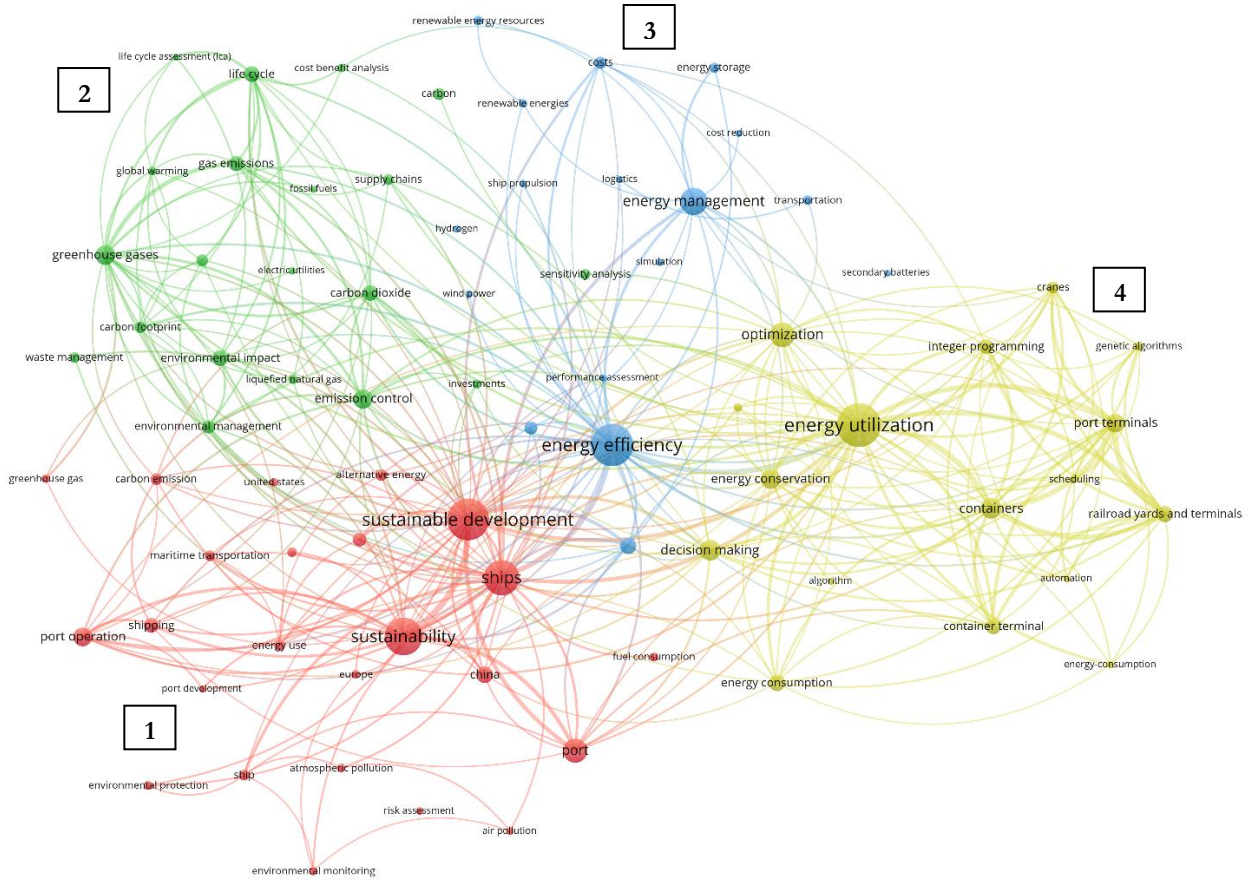 renewable energy resources
3
life cycle assessment (lca)
costs
cost benefit analysis
energy storage
life cycle
2
carbon
renewable energies
cost reduction
gas emissions
global warming
supply chains
logistics
ship propulsion
fossil fuels
energy management
transportation
hydrogen
greenhouse gases
simulation
electric utilities
sensitivity analysis
secondary batteries
cranes
4
carbon dioxide
wind power
carbon footprint
optimization
integer programming
genetic algorithms
waste management
environmental impact
liquefied natural gas
performance assessment
investments
emission control
environmental management
energy utilization
port terminals
energy efficiency
greenhouse gas
carbon emission
united states
alternative energy
energy conservation
scheduling
containers
railroad yards and terminals
sustainable development
maritime transportation
decision making
ships
algorithm
automation
shipping
port operation
sustainability
container terminal
energy use
fuel consumption
energy-consumption
europe
china
port development
energy consumption
1
port
environmental protection
ship
atmospheric pollution
risk assessment
air pollution
environmental monitoring